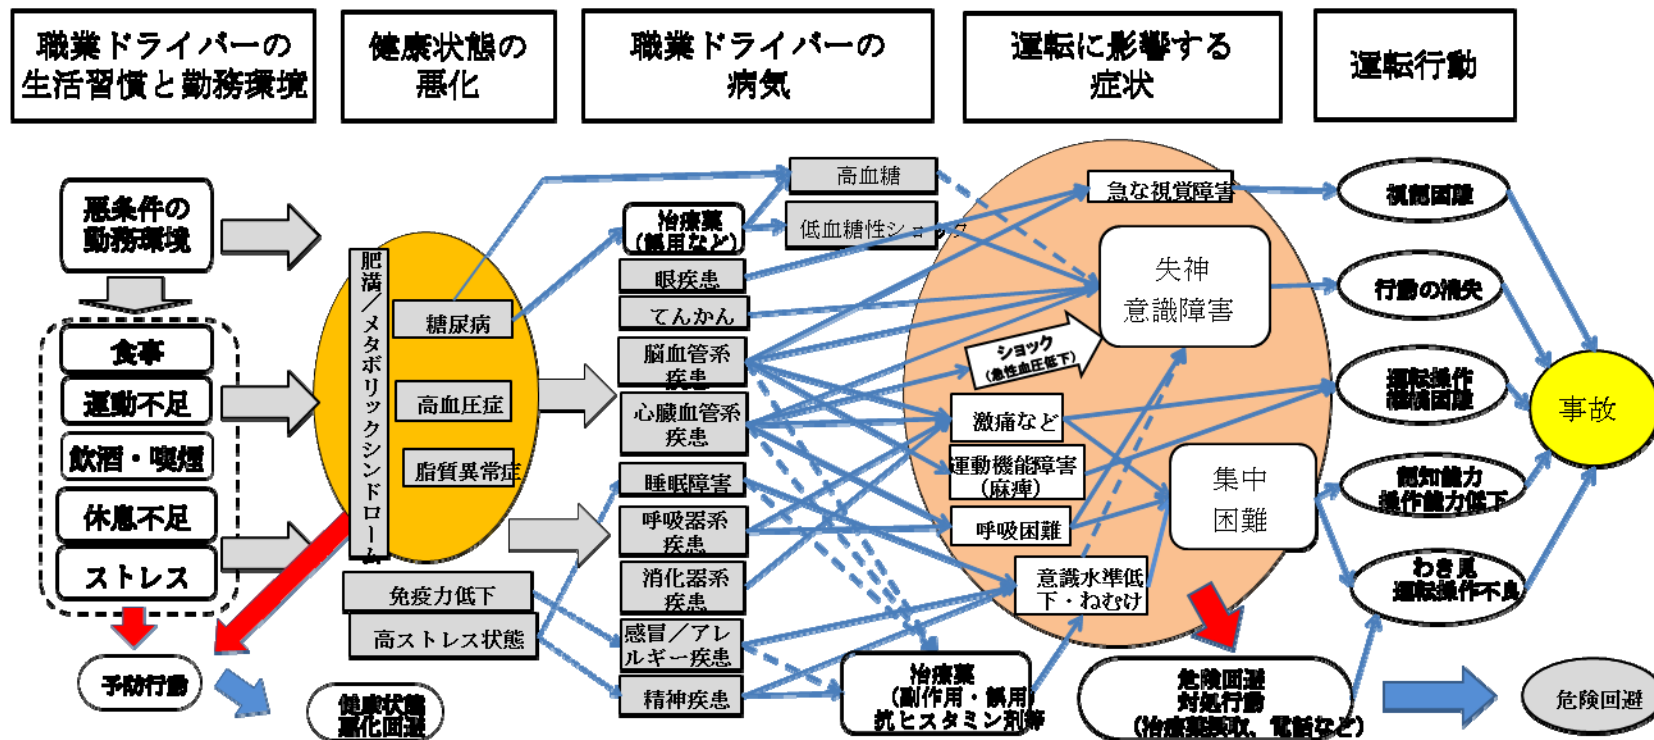 職業ドライバーの
生活習慣と勤務環境
健康状態の
悪化
職業ドライバーの
病気
運転に影響する
症状
運転行動
悪条件の
勤務環境
食事
運動不足
飲酒・喫煙
休息不足
ストレス
予防行動
健康状態
悪化回避
肥満／メタボリックシンドローム
糖尿病
高血圧症
脂質異常症
免疫力低下
高ストレス状態
高血糖
治療薬
(誤用など)
低血糖性ショック
眼疾患
てんかん
脳血管系
疾患
心臓血管系
疾患
睡眠障害
呼吸器系
疾患
消化器系
疾患
感冒／アレ
ルギー疾患
精神疾患
治療薬
(副作用・誤用)
抗ヒスタミン剤等
急な視覚障害
失神
意識障害
ショック
(急性血圧低下)
激痛など
運動機能障害
(麻痺)
呼吸困難
集中
困難
意識水準低
下・ねむけ
危険回避
対処行動
(治療薬摂取、電話など)
視認困難
行動の消失
運転操作
継続困難
認知能力
操作能力低下
わき見
運転操作不良
事故
危険回避